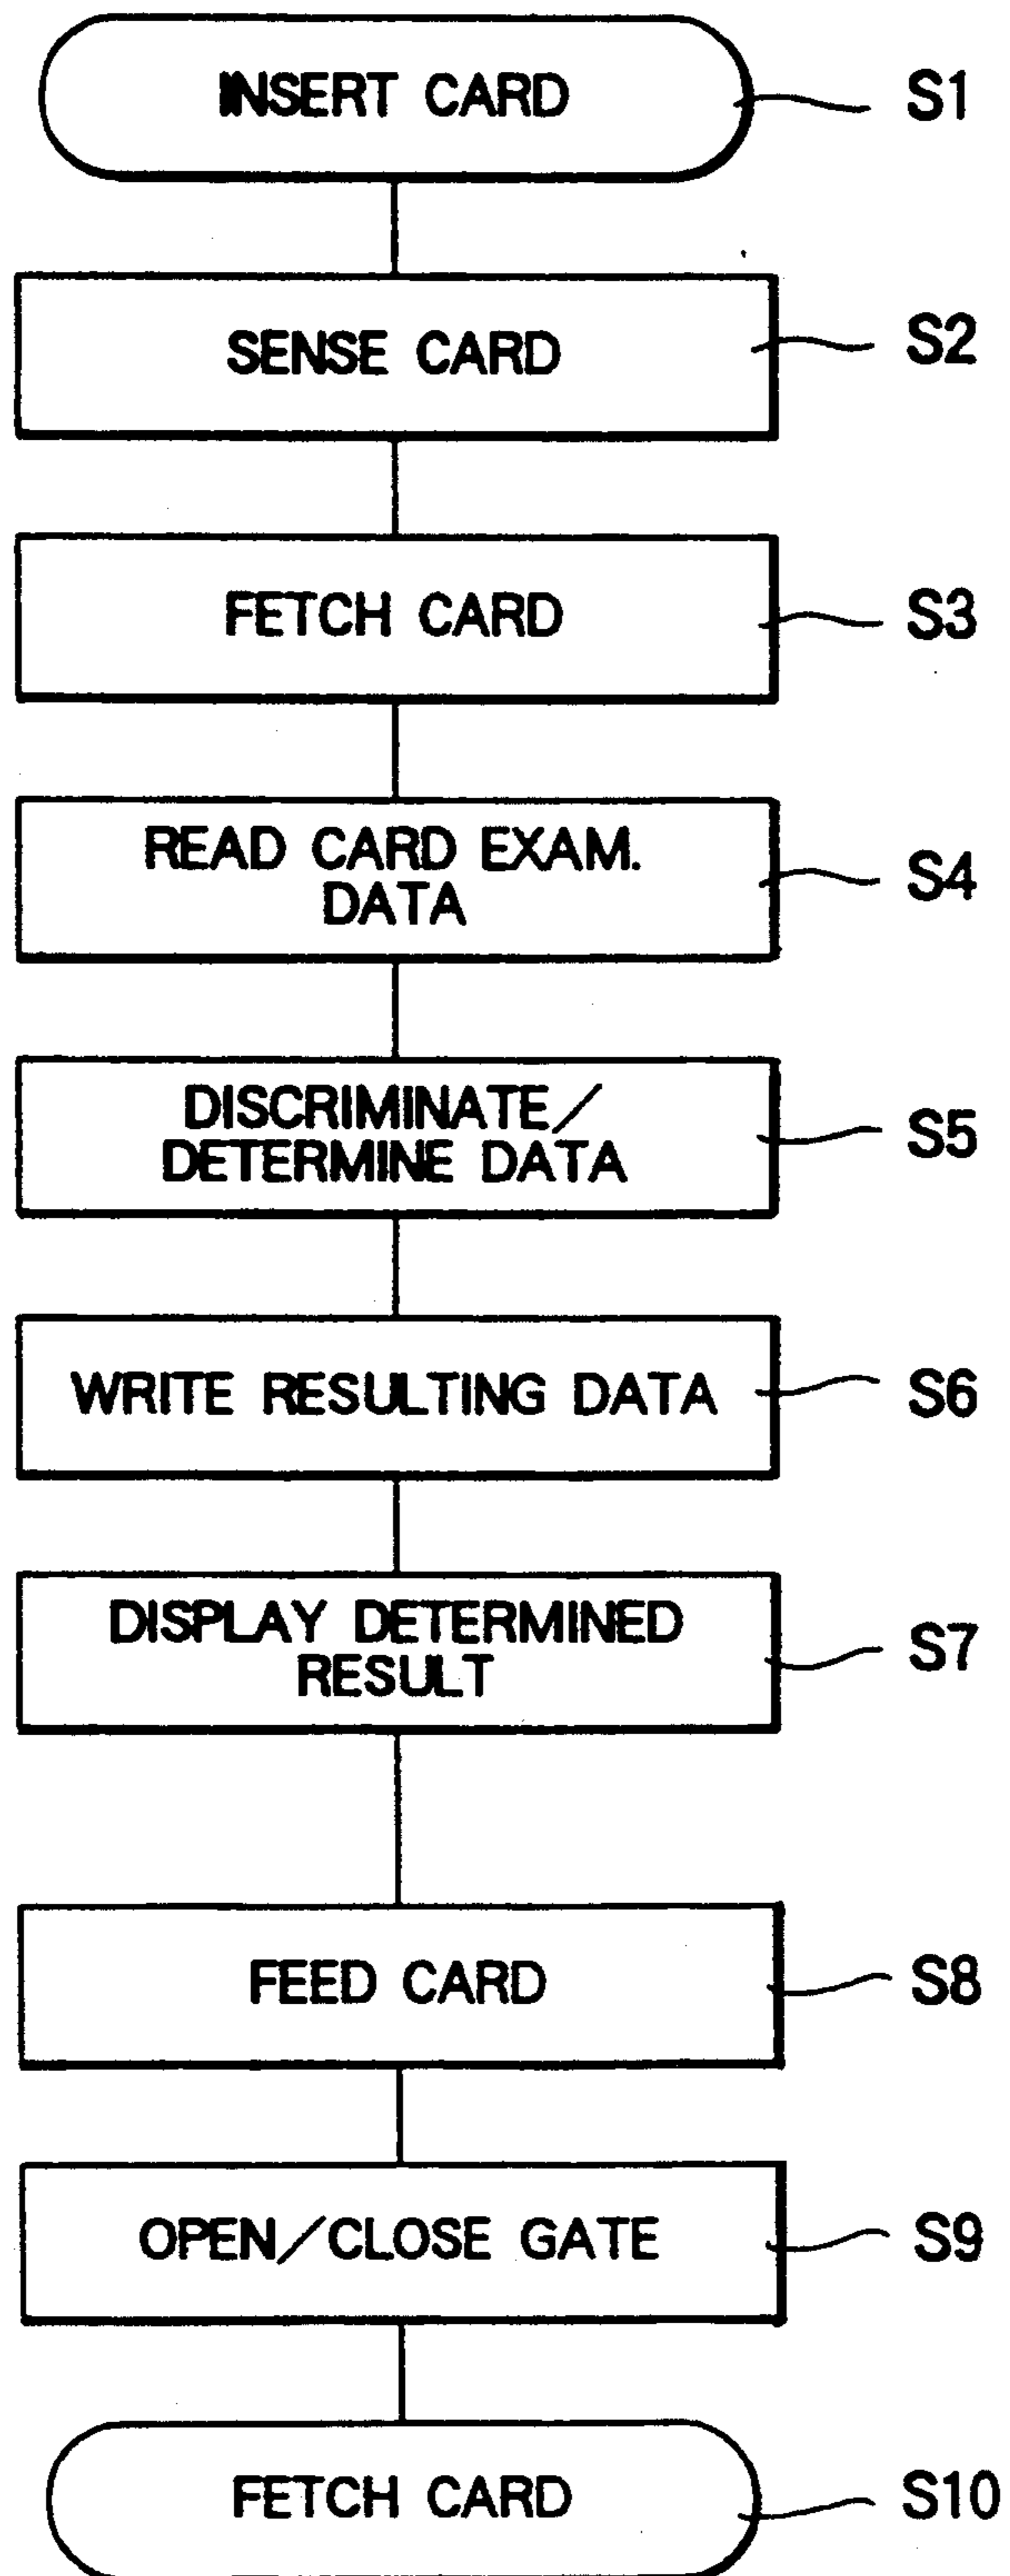 INSERT CARD
S1
SENSE CARD
S2
FETCH CARD
S3
READ CARD EXAM.
DATA
S4
DISCRIMINATE/
DETERMINE DATA
S5
WRITE RESULTING DATA
S6
DISPLAY DETERMINED
RESULT
S7
FEED CARD
S8
OPEN/CLOSE GATE
S9
FETCH CARD
S10